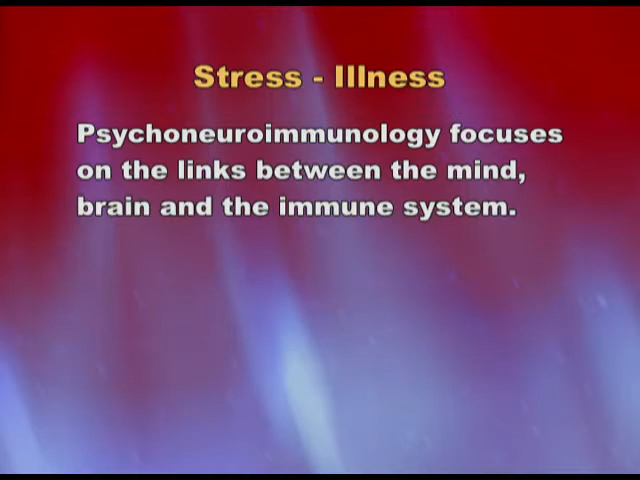 Stress - Illness
Psychoneuroimmunology focuses
on the links between the mind,
brain and the immune system.